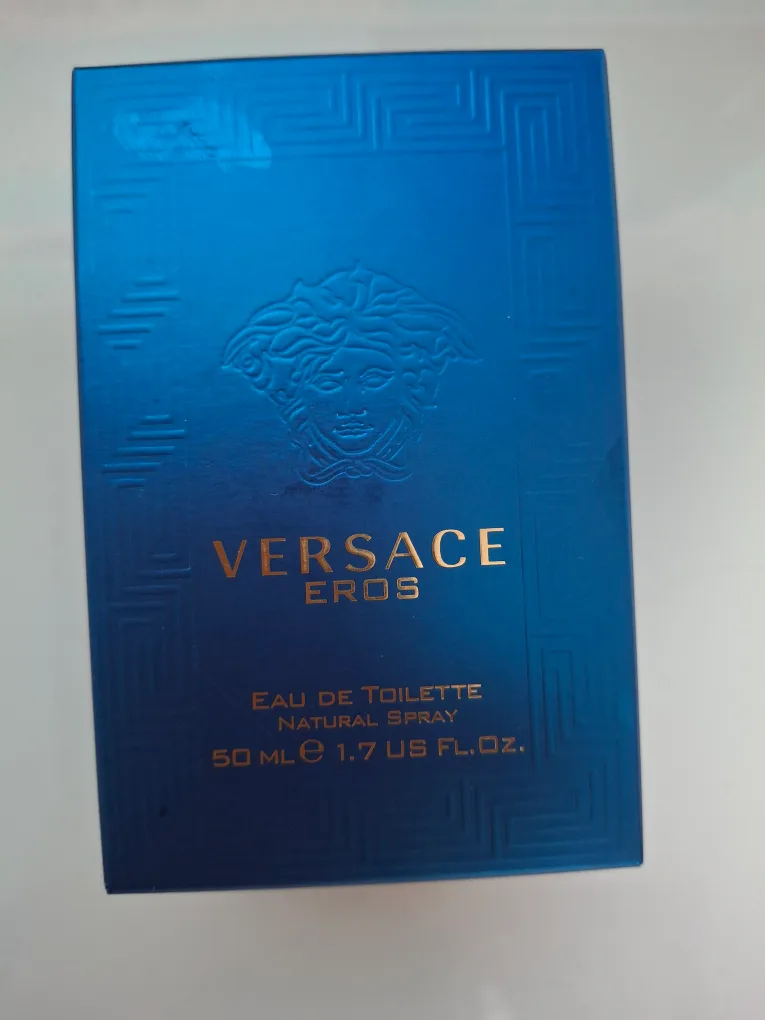 VERSACE
EROS
EAU DE TOILETTE
NATURAL SPRAY
50 ML ℮ 1.7 US FL.OZ.